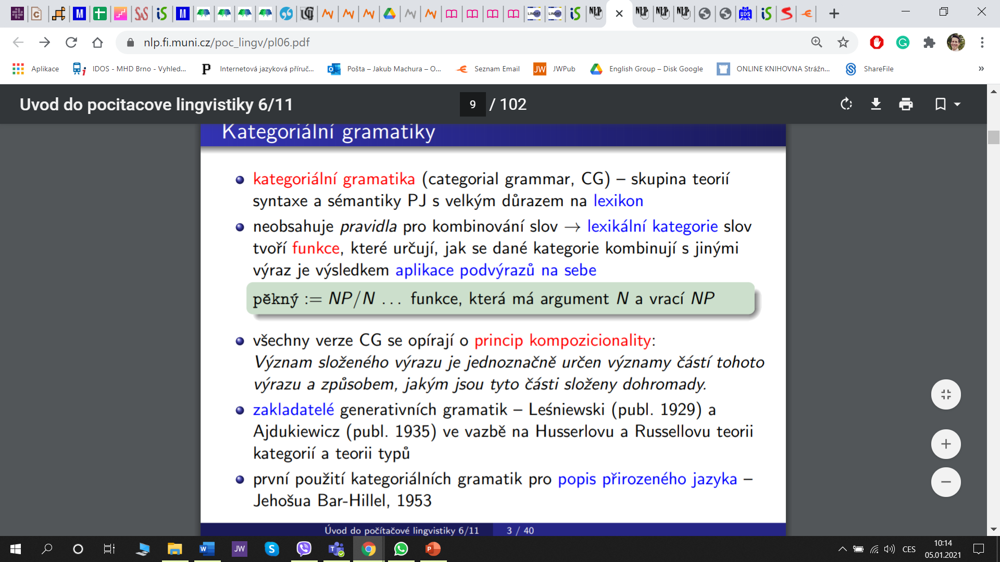 nlp.fi.muni.cz/poc_lingv/pl06.pdf
Aplikace IDOS - MHD Brno - Vyhled... Internetová jazyková příruč... Pošta – Jakub Machura – O... Seznam Email JWPub English Group – Disk Google ONLINE KNIHOVNA Strážn... ShareFile »
Uvod do pocitacove lingvistiky 6/11 9 / 102
Kategoriální gramatiky
kategoriální gramatika (categorial grammar, CG) – skupina teorií
syntaxe a sémantiky PJ s velkým důrazem na lexikon
neobsahuje pravidla pro kombinování slov → lexikální kategorie slov
tvoří funkce, které určují, jak se dané kategorie kombinují s jinými
výraz je výsledkem aplikace podvýrazů na sebe
pěkný := NP/N ... funkce, která má argument N a vrací NP
všechny verze CG se opírají o princip kompozicionality:
Význam složeného výrazu je jednoznačně určen významy částí tohoto
výrazu a způsobem, jakým jsou tyto části složeny dohromady.
zakladatelé generativních gramatik – Leśniewski (publ. 1929) a
Ajdukiewicz (publ. 1935) ve vazbě na Husserlovu a Russellovu teorii
kategorií a teorii typů
první použití kategoriálních gramatik pro popis přirozeného jazyka –
Jehošua Bar-Hillel, 1953
Úvod do počítačové lingvistiky 6/11 3 / 40
JW CES 10:14
05.01.2021